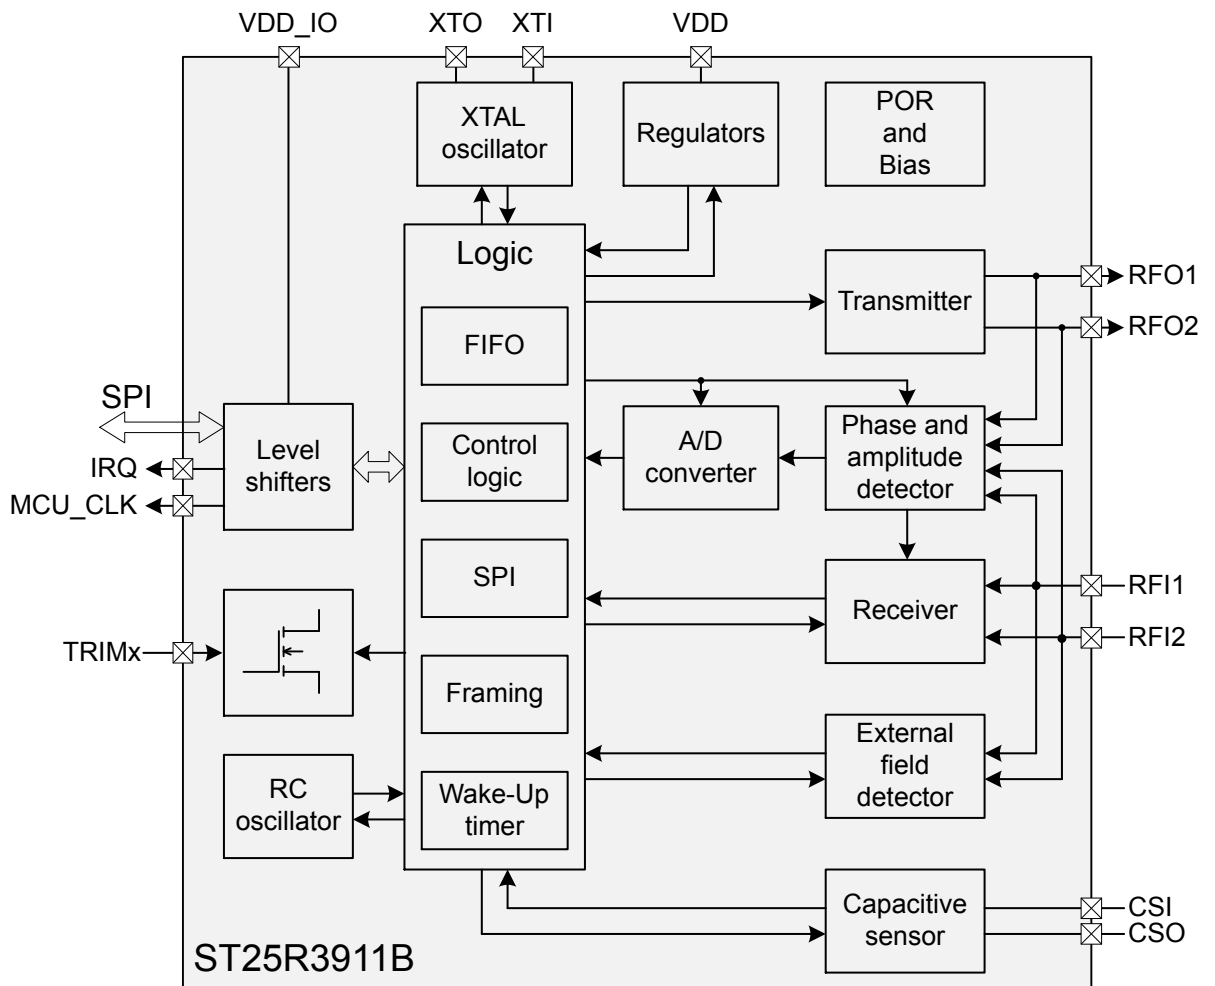 VDD_IO
XTO
XTI
VDD
XTAL
oscillator
Regulators
POR
and
Bias
Logic
FIFO
Control
logic
SPI
Framing
Wake-Up
timer
Transmitter
RFO1
RFO2
SPI
IRQ
MCU_CLK
Level
shifters
A/D
converter
Phase and
amplitude
detector
Receiver
RFI1
RFI2
TRIMx
RC
oscillator
External
field
detector
Capacitive
sensor
CSI
CSO
ST25R3911B